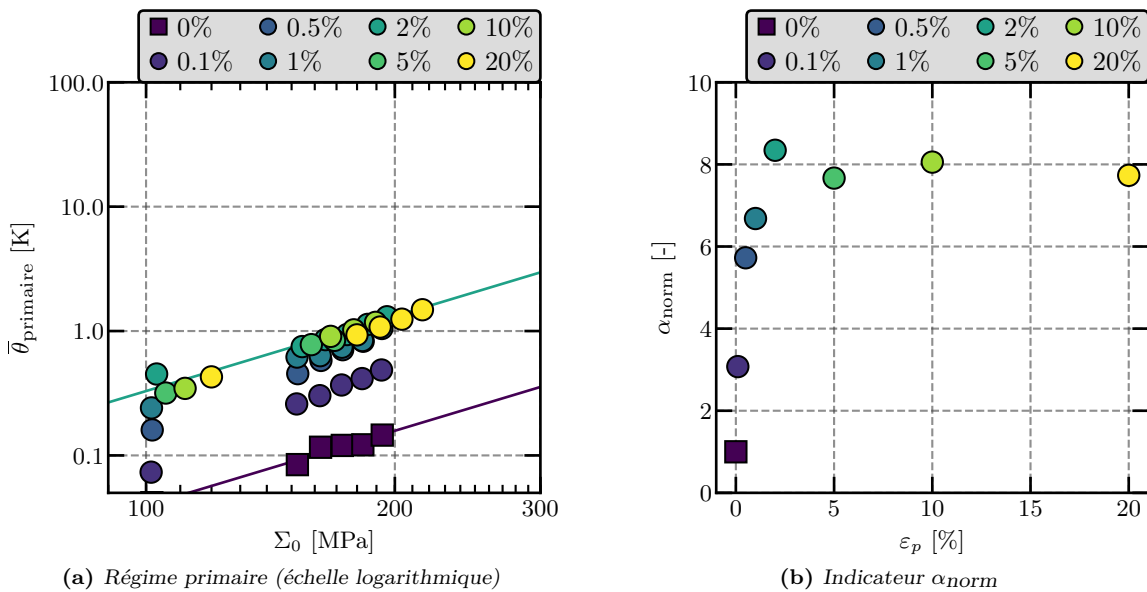 0% 0.5% 2% 10%
0.1% 1% 5% 20%
100.0
10.0
1.0
0.1
θ̅primaire [K]
100 200 300
Σ₀ [MPa]
(a) Régime primaire (échelle logarithmique)
0% 0.5% 2% 10%
0.1% 1% 5% 20%
10
8
6
4
2
0
αnorm [-]
0 5 10 15 20
εp [%]
(b) Indicateur αnorm